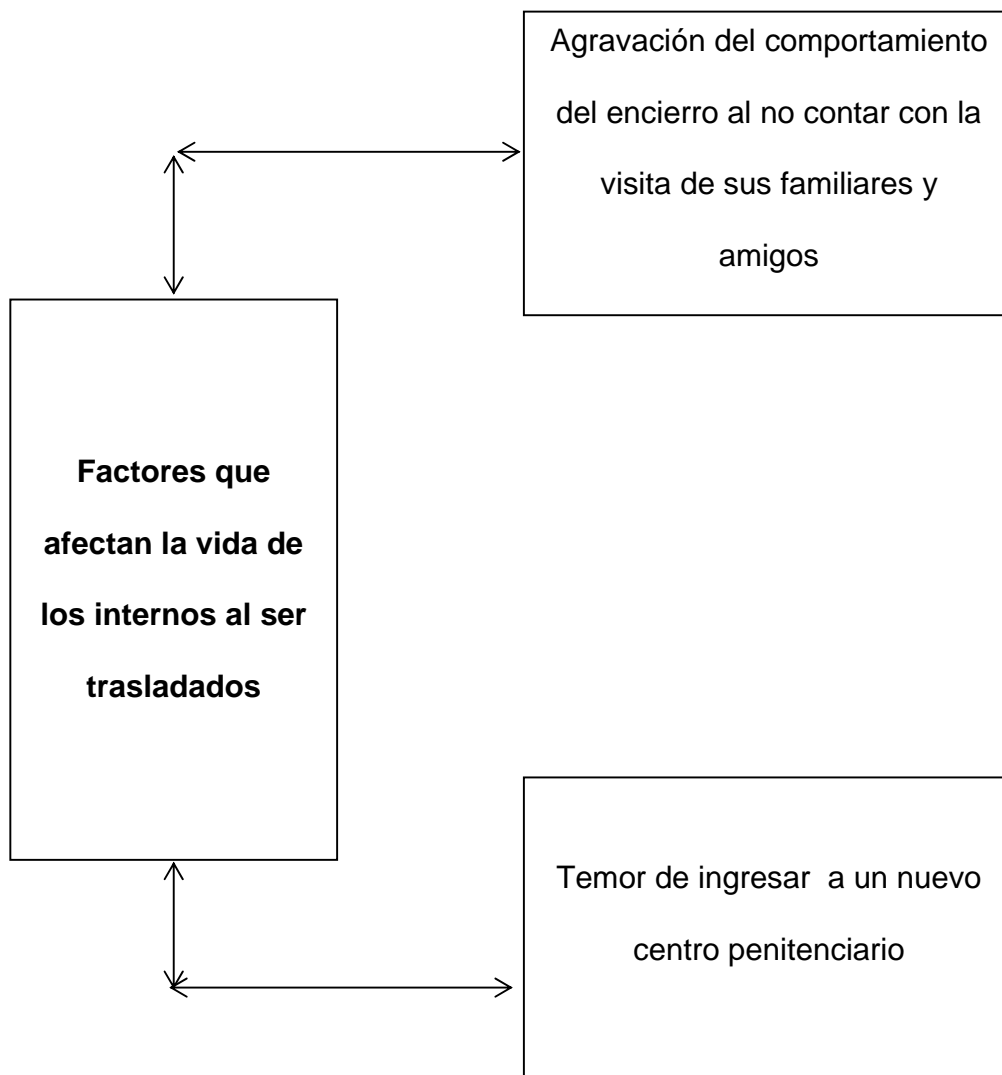 Agravación del comportamiento
del encierro al no contar con la
visita de sus familiares y
amigos
Factores que
afectan la vida de
los internos al ser
trasladados
Temor de ingresar  a un nuevo
centro penitenciario